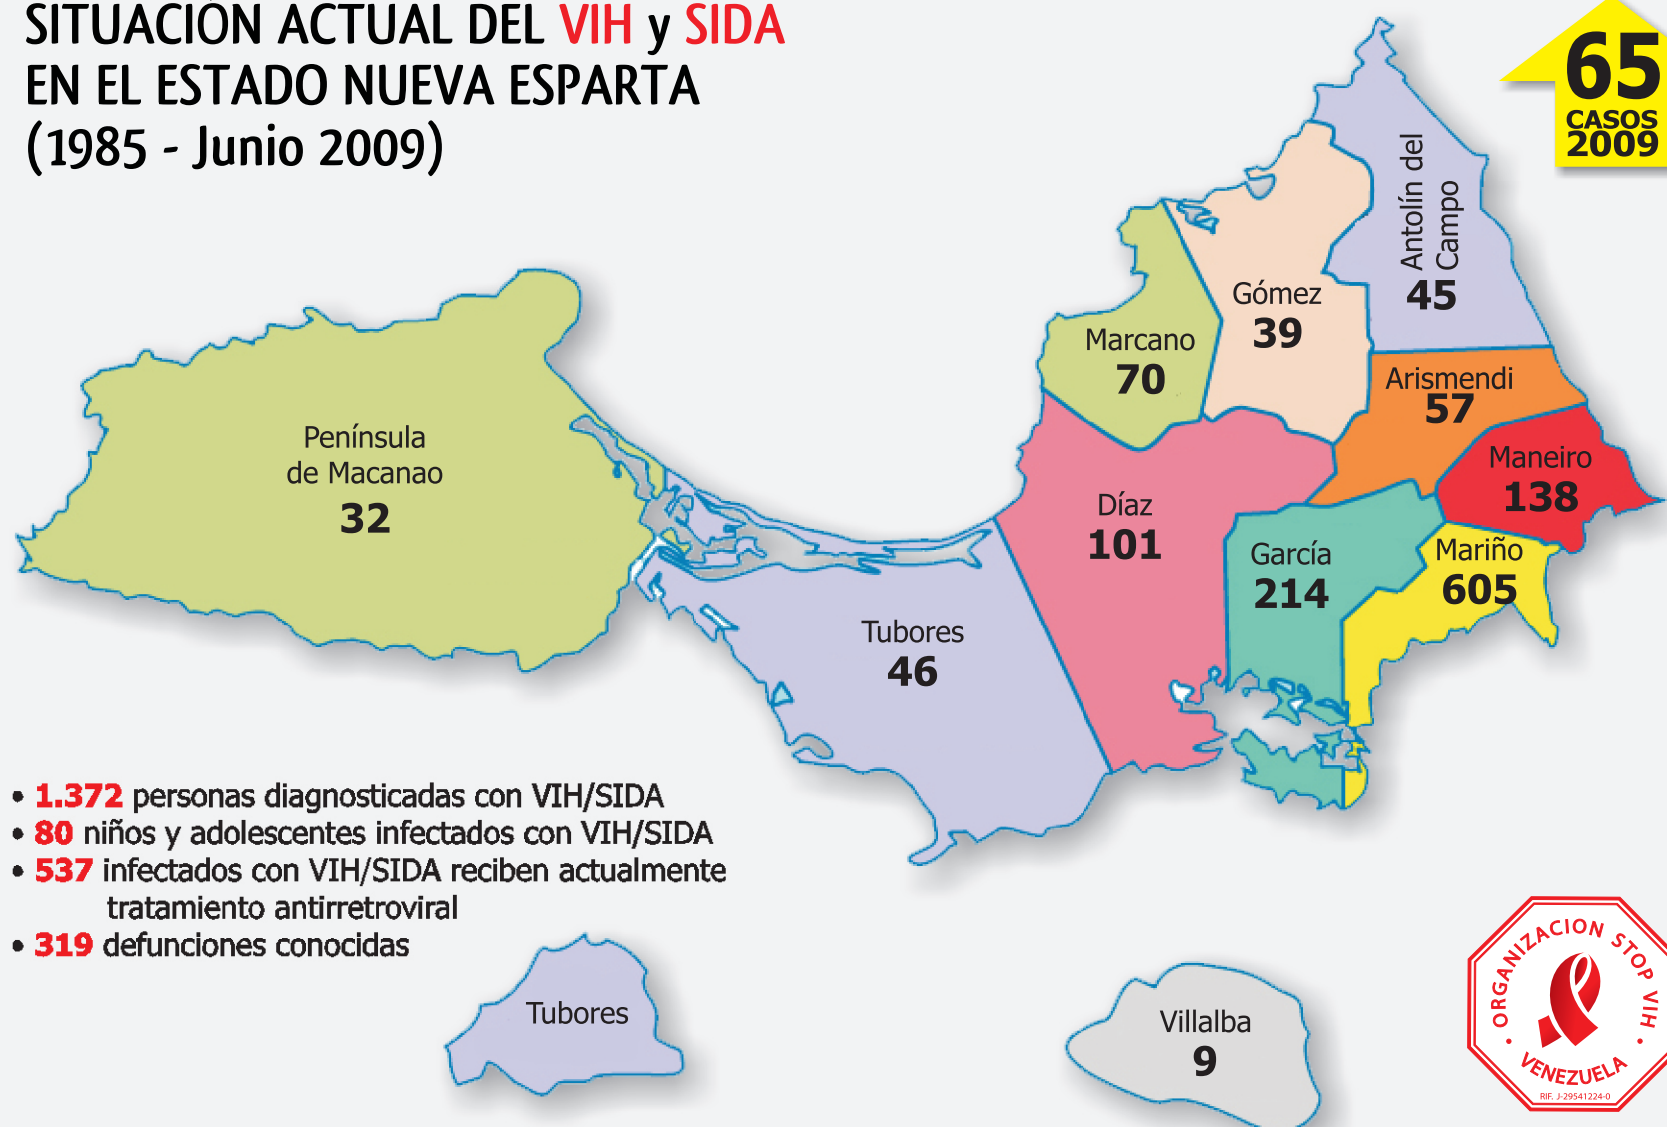 SITUACION ACTUAL DEL VIH y SIDA
EN EL ESTADO NUEVA ESPARTA
(1985 - Junio 2009)
65
CASOS
2009
Antolín del
Campo
45
Gómez
39
Marcano
70
Arismendi
57
Península
de Macanao
32
Maneiro
138
Díaz
101
García
214
Mariño
605
Tubores
46
• 1.372 personas diagnosticadas con VIH/SIDA
• 80 niños y adolescentes infectados con VIH/SIDA
• 537 infectados con VIH/SIDA reciben actualmente
tratamiento antirretroviral
• 319 defunciones conocidas
Tubores
Villalba
9
• ORGANIZACION STOP VIH •
VENEZUELA
RIF. J-29541224-0